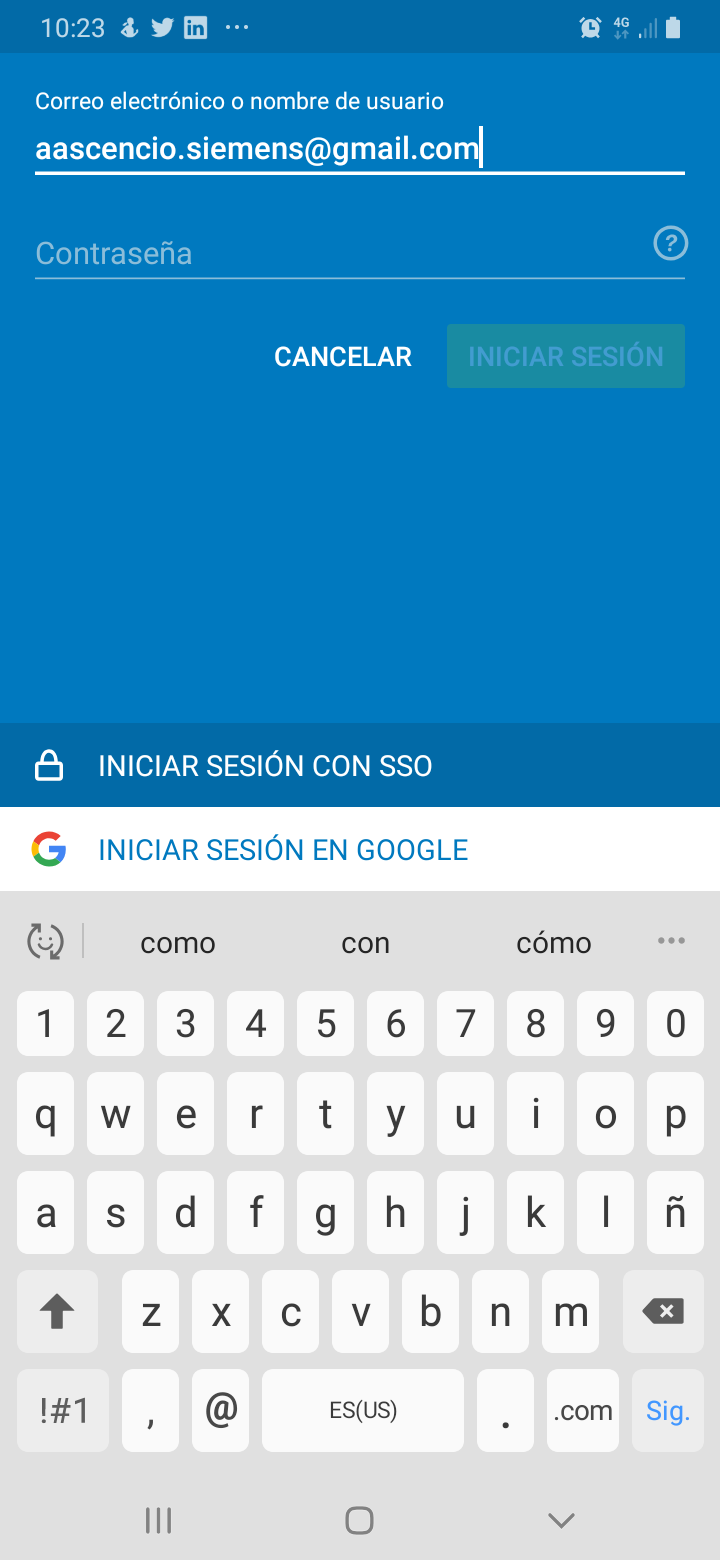 10:23
4G
Correo electrónico o nombre de usuario
aascencio.siemens@gmail.com
Contraseña
?
CANCELAR
INICIAR SESIÓN
INICIAR SESIÓN CON SSO
INICIAR SESIÓN EN GOOGLE
como con cómo
1 2 3 4 5 6 7 8 9 0
q w e r t y u i o p
a s d f g h j k l ñ
z x c v b n m
!#1 , @ ES(US) . .com Sig.